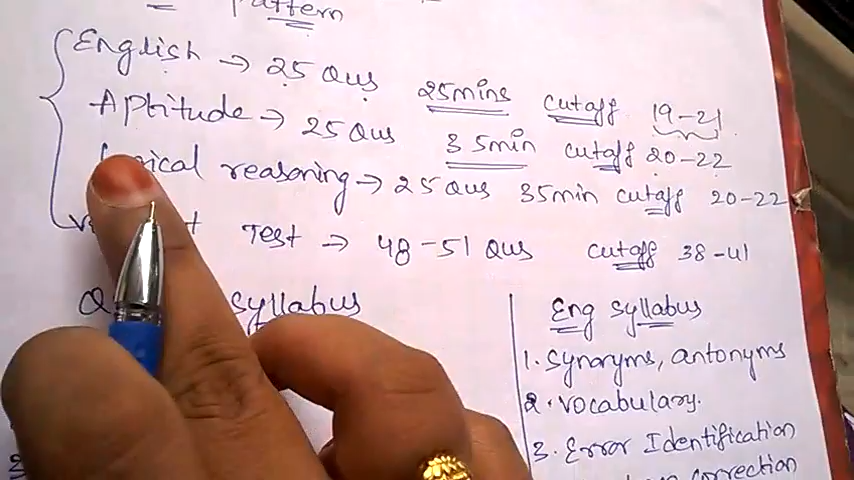 Pattern
English → 25 Qus 25mins cutoff 19-21
Aptitude → 25 Qus 35min cutoff 20-22
reasoning → 25 Qus 35min cutoff 20-22
Test → 48-51 Qus cutoff 38-41
syllabus
Eng syllabus
1. Synonyms, antonyms
2. Vocabulary.
3. Error Identification
correction